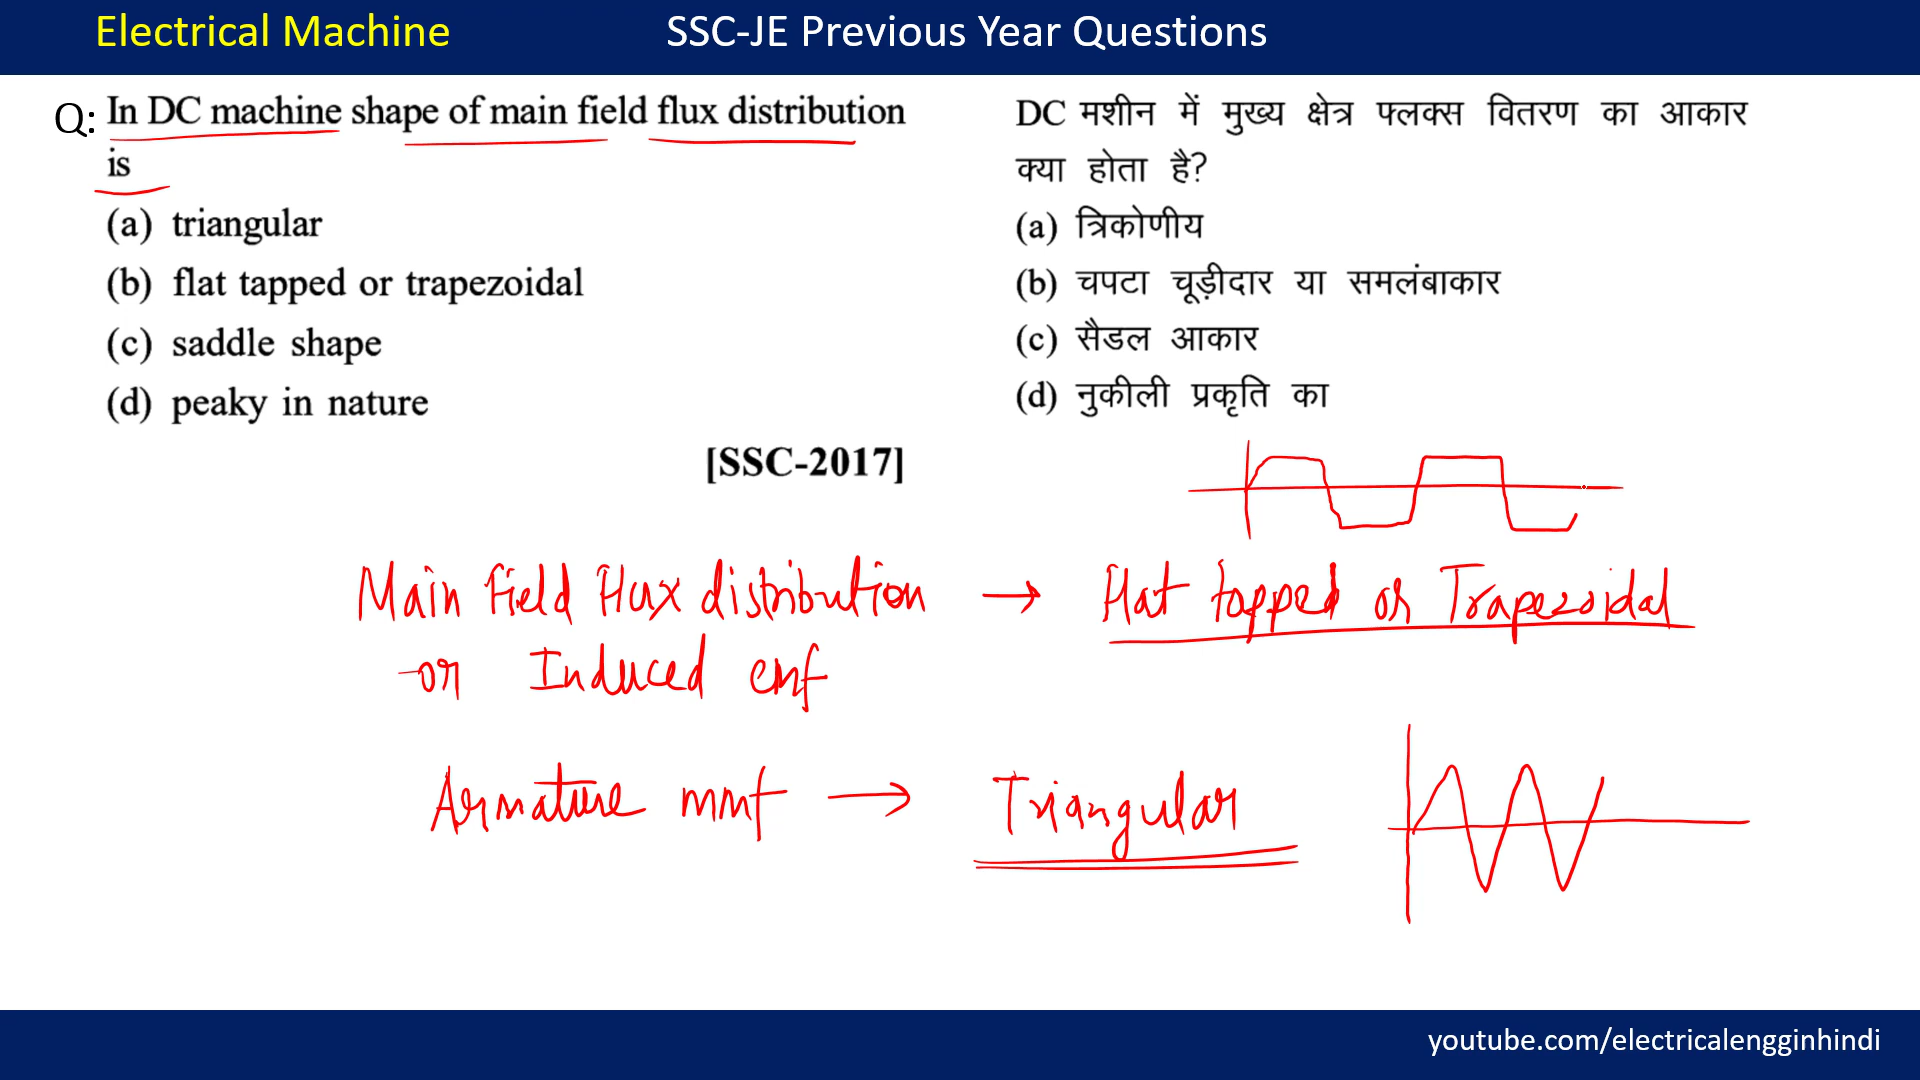 Electrical Machine
SSC-JE Previous Year Questions
Q: In DC machine shape of main field flux distribution
is
(a) triangular
(b) flat tapped or trapezoidal
(c) saddle shape
(d) peaky in nature
[SSC-2017]
DC मशीन में मुख्य क्षेत्र फ्लक्स वितरण का आकार
क्या होता है?
(a) त्रिकोणीय
(b) चपटा चूड़ीदार या समलंबाकार
(c) सैडल आकार
(d) नुकीली प्रकृति का
Main field flux distribution → Flat tapped or Trapezoidal
or Induced emf
Armature mmf → Triangular
youtube.com/electricalengginhindi